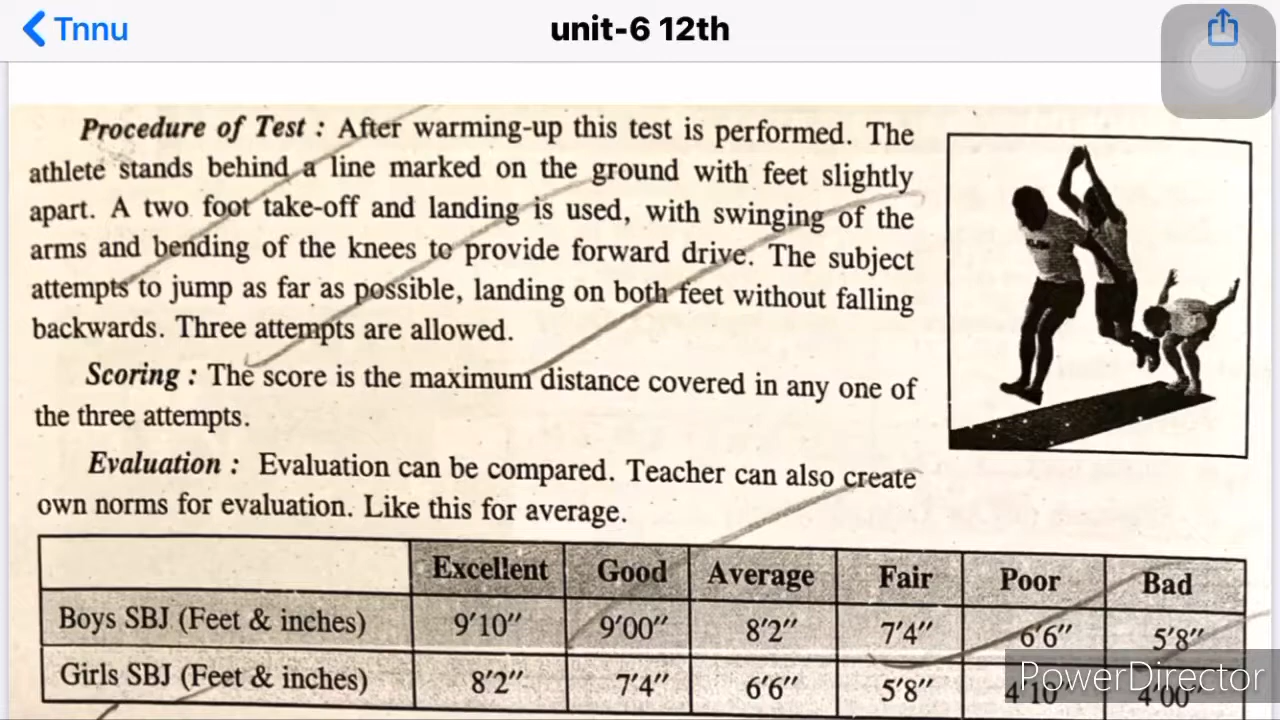 Tnnu
unit-6 12th
Procedure of Test : After warming-up this test is performed. The
athlete stands behind a line marked on the ground with feet slightly
apart. A two foot take-off and landing is used, with swinging of the
arms and bending of the knees to provide forward drive. The subject
attempts to jump as far as possible, landing on both feet without falling
backwards. Three attempts are allowed.
Scoring : The score is the maximum distance covered in any one of
the three attempts.
Evaluation : Evaluation can be compared. Teacher can also create
own norms for evaluation. Like this for average.
Excellent Good Average Fair Poor Bad
Boys SBJ (Feet & inches) 9′10′′ 9′00′′ 8′2′′ 7′4′′ 6′6′′ 5′8′′
Girls SBJ (Feet & inches) 8′2′′ 7′4′′ 6′6′′ 5′8′′ 4′10′′ 4′00′′
PowerDirector